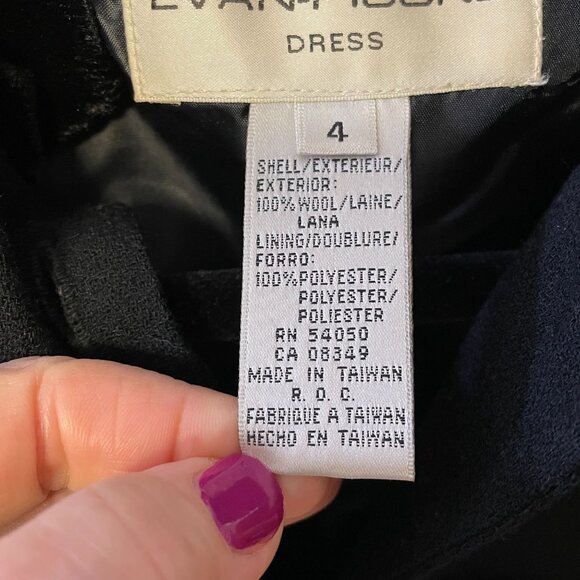 DRESS
4
SHELL/EXTERIEUR/
EXTERIOR:
100% WOOL/LAINE/
LANA
LINING/DOUBLURE/
FORRO:
100%POLYESTER/
POLYESTER/
POLIESTER
RN 54050
CA 08349
MADE IN TAIWAN
R. O. C.
FABRIQUE A TAIWAN
HECHO EN TAIWAN